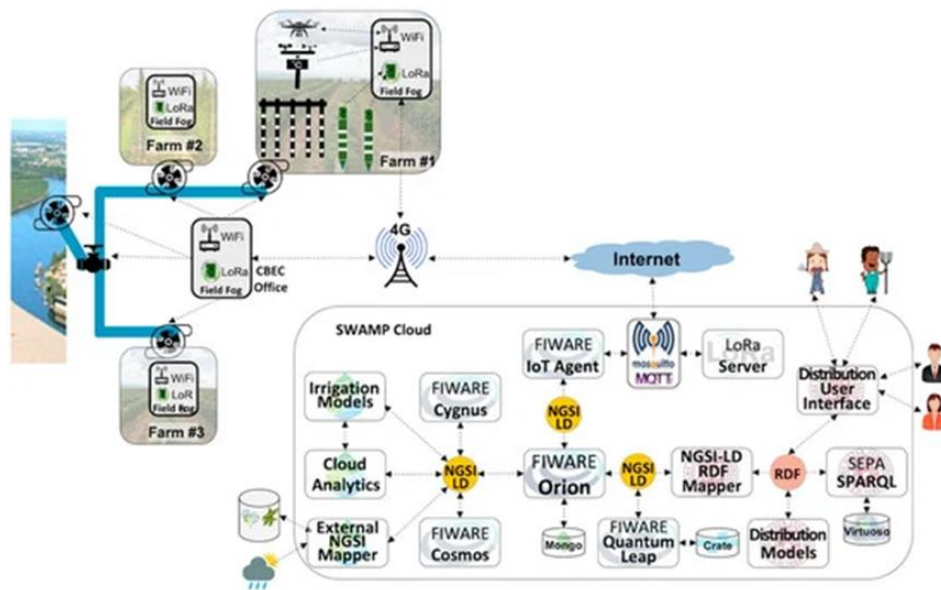 WiFi
LoRa
Field Fog
Farm #1
WiFi
LoRa
Field Fog
Farm #2
4G
WiFi
LoRa
Field Fog
CBEC
Office
Internet
WiFi
LoR
Field Fog
Farm #3
SWAMP Cloud
FIWARE
IoT Agent
mosquitto
MQTT
LoRa
LoRa
Server
Distribution
User
Interface
Irrigation
Models
FIWARE
Cygnus
NGSI
LD
Cloud
Analytics
NGSI
LD
FIWARE
Orion
NGSI
LD
NGSI-LD
RDF
Mapper
RDF
SEPA
SPARQL
External
NGSI
Mapper
FIWARE
Cosmos
Mongo
FIWARE
Quantum
Leap
Crate
Distribution
Models
Virtuoso